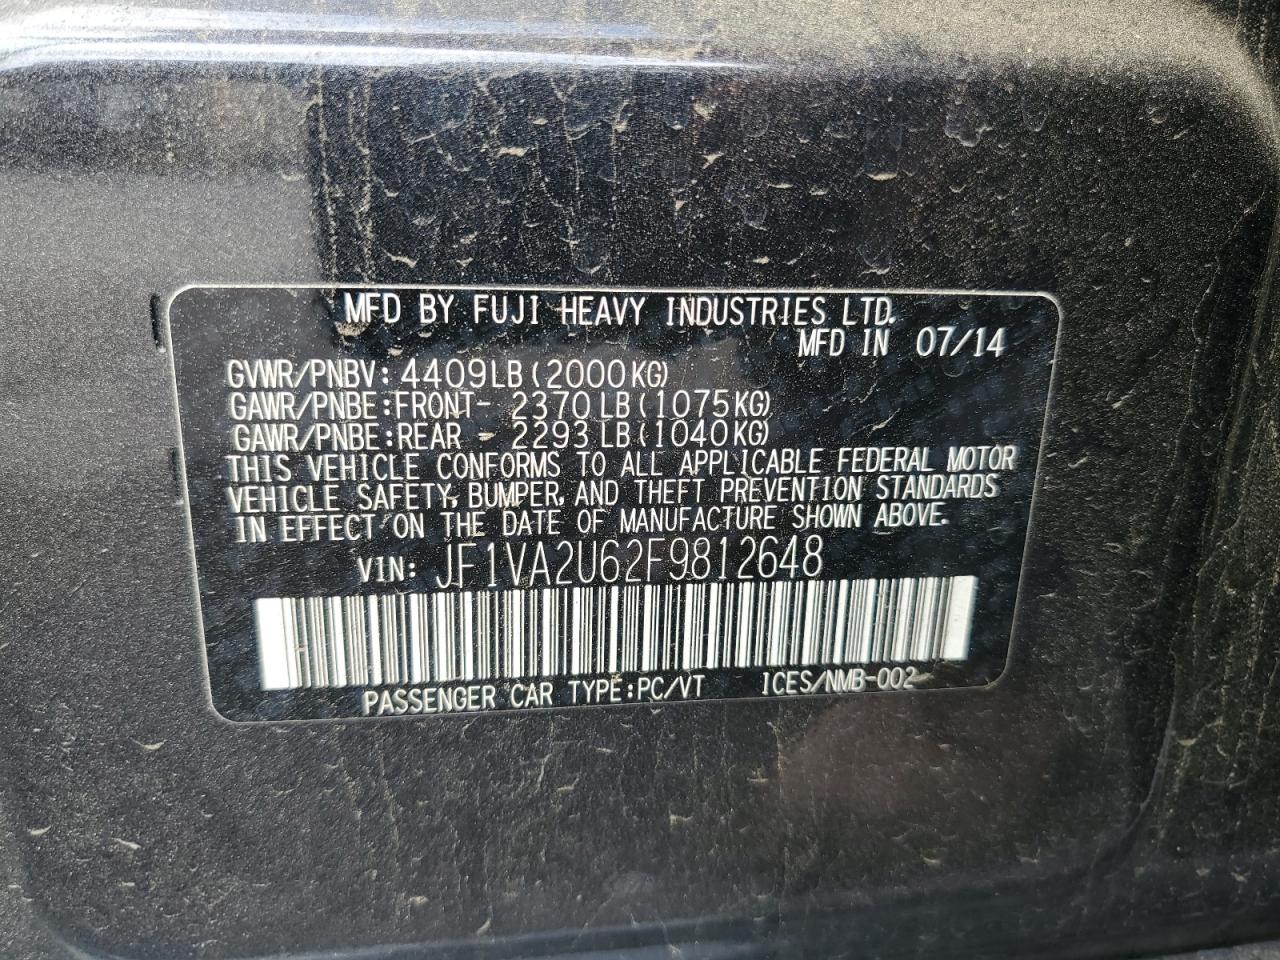 MFD BY FUJI HEAVY INDUSTRIES LTD.
MFD IN 07/14
GVWR/PNBV: 4409LB (2000KG)
GAWR/PNBE:FRONT- 2370LB(1075KG)
GAWR/PNBE:REAR - 2293LB(1040KG)
THIS VEHICLE CONFORMS TO ALL APPLICABLE FEDERAL MOTOR
VEHICLE SAFETY, BUMPER, AND THEFT PREVENTION STANDARDS
IN EFFECT ON THE DATE OF MANUFACTURE SHOWN ABOVE.
VIN: JF1VA2U62F9812648
PASSENGER CAR TYPE:PC/VT ICES/NMB-002